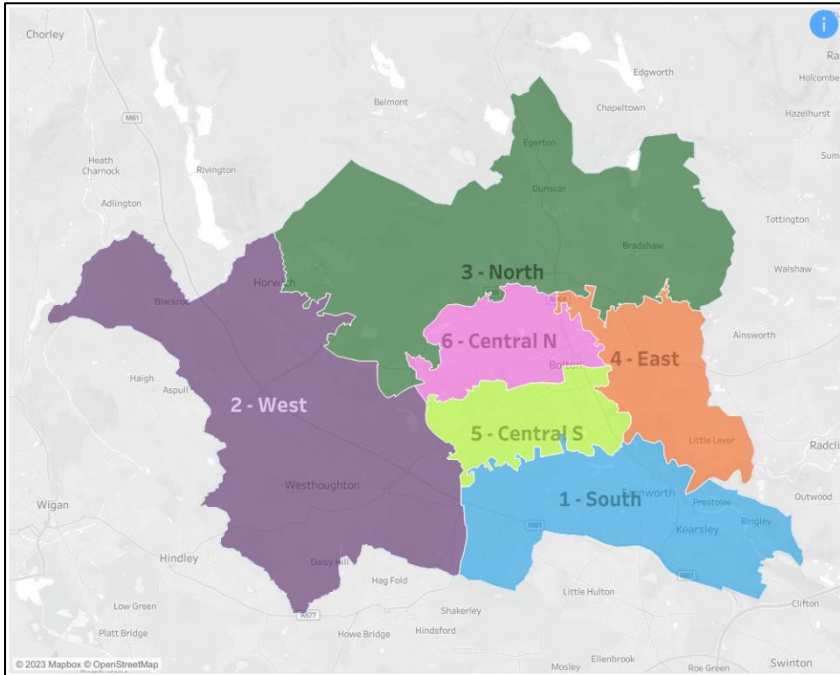 i
Chorley
Edgeworth
Ra
Holcombe
Belmont
Chapeltown
Hazelhurst
M61
Egerton
Sum
Heath
Charnock
Rivington
Dunscar
Adlington
Tottington
Bradshaw
3 - North
Walshaw
Horwich
Blackrod
6 - Central N
Ainsworth
Bolton
4 - East
Haigh
Aspull
2 - West
5 - Central S
Little Lever
Radcli
Westhoughton
Wigan
1 - South
Farnworth
Prestolee
Outwood
M61
Kearsley
Ringley
Hindley
Daisy Hill
Hag Fold
M61
Little Hulton
Low Green
A577
Shakerley
Clifton
Platt Bridge
Howe Bridge
Hindsford
Swinton
Mosley
Ellenbrook
Roe Green
© 2023 Mapbox © OpenStreetMap